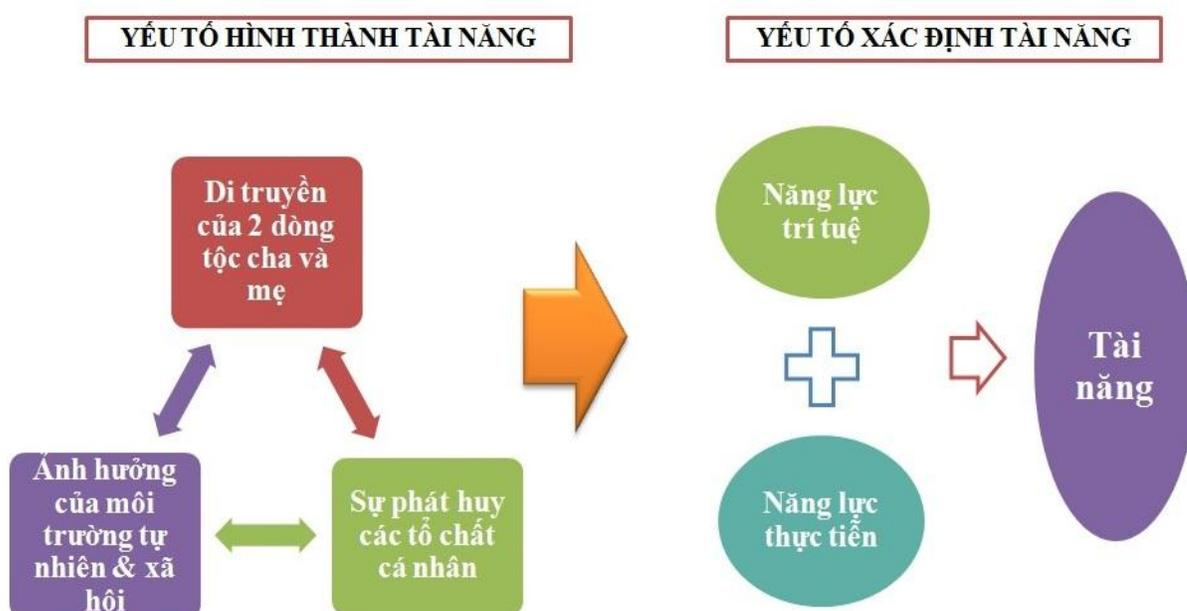 YẾU TỐ HÌNH THÀNH TÀI NĂNG
YẾU TỐ XÁC ĐỊNH TÀI NĂNG
Di truyền
của 2 dòng
tộc cha và
mẹ
Ảnh hưởng
của môi
trường tự
nhiên & xã
hội
Sự phát huy
các tổ chất
cá nhân
Năng lực
trí tuệ
Năng lực
thực tiễn
Tài
năng